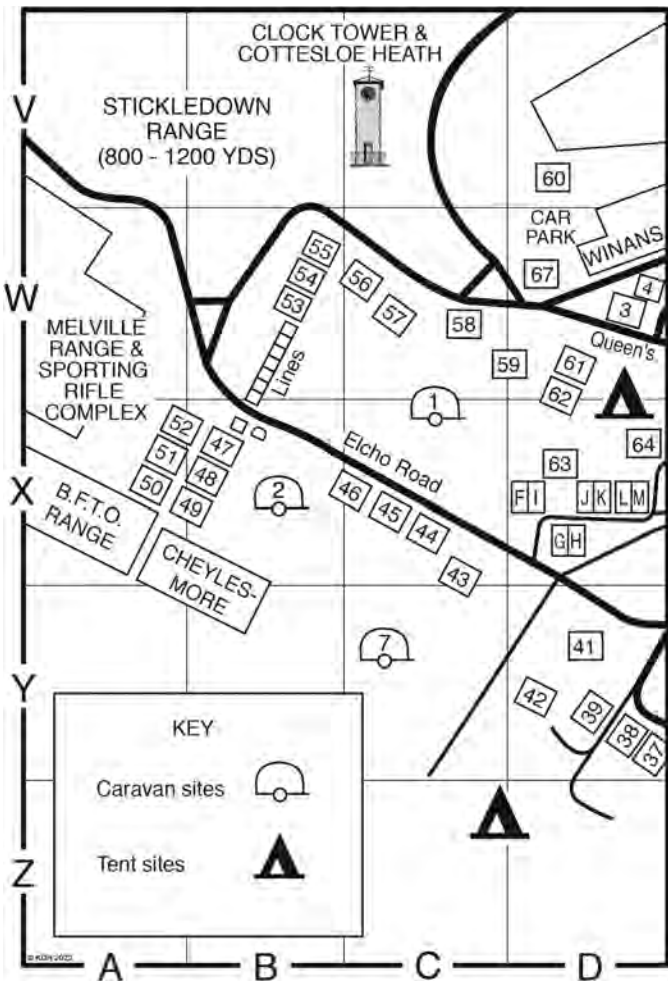 CLOCK TOWER &
COTTESLOE HEATH
V
STICKLEDOWN
RANGE
(800 - 1200 YDS)
60
CAR
PARK
WINANS
55
54
53
56
57
67
4
3
W
58
Queen's
MELVILLE
RANGE &
SPORTING
RIFLE
COMPLEX
Lines
59
61
62
1
52
51
50
47
48
49
Elcho Road
64
63
X
B.F.T.O.
RANGE
2
46
45
44
43
F I
J K
L M
G H
CHEYLES-
MORE
7
41
Y
42
39
38
37
KEY
Caravan sites
Tent sites
Z
A
B
C
D